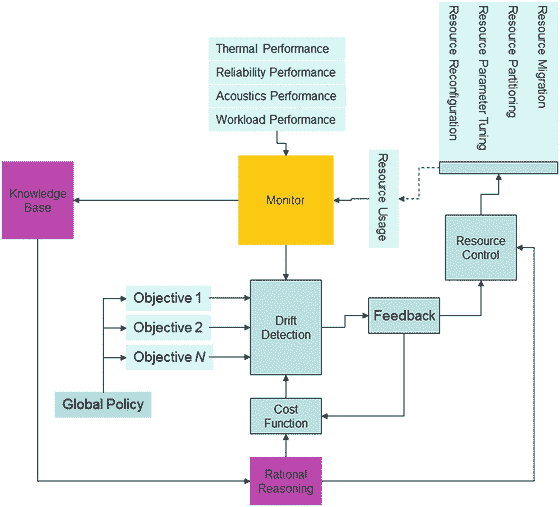 Thermal Performance
Reliability Performance
Acoustics Performance
Workload Performance
Resource Reconfiguration
Resource Parameter Tuning
Resource Partitioning
Resource Migration
Knowledge
Base
Monitor
Resource Usage
Resource
Control
Objective 1
Objective 2
Objective N
Drift
Detection
Feedback
Global Policy
Cost
Function
Rational
Reasoning